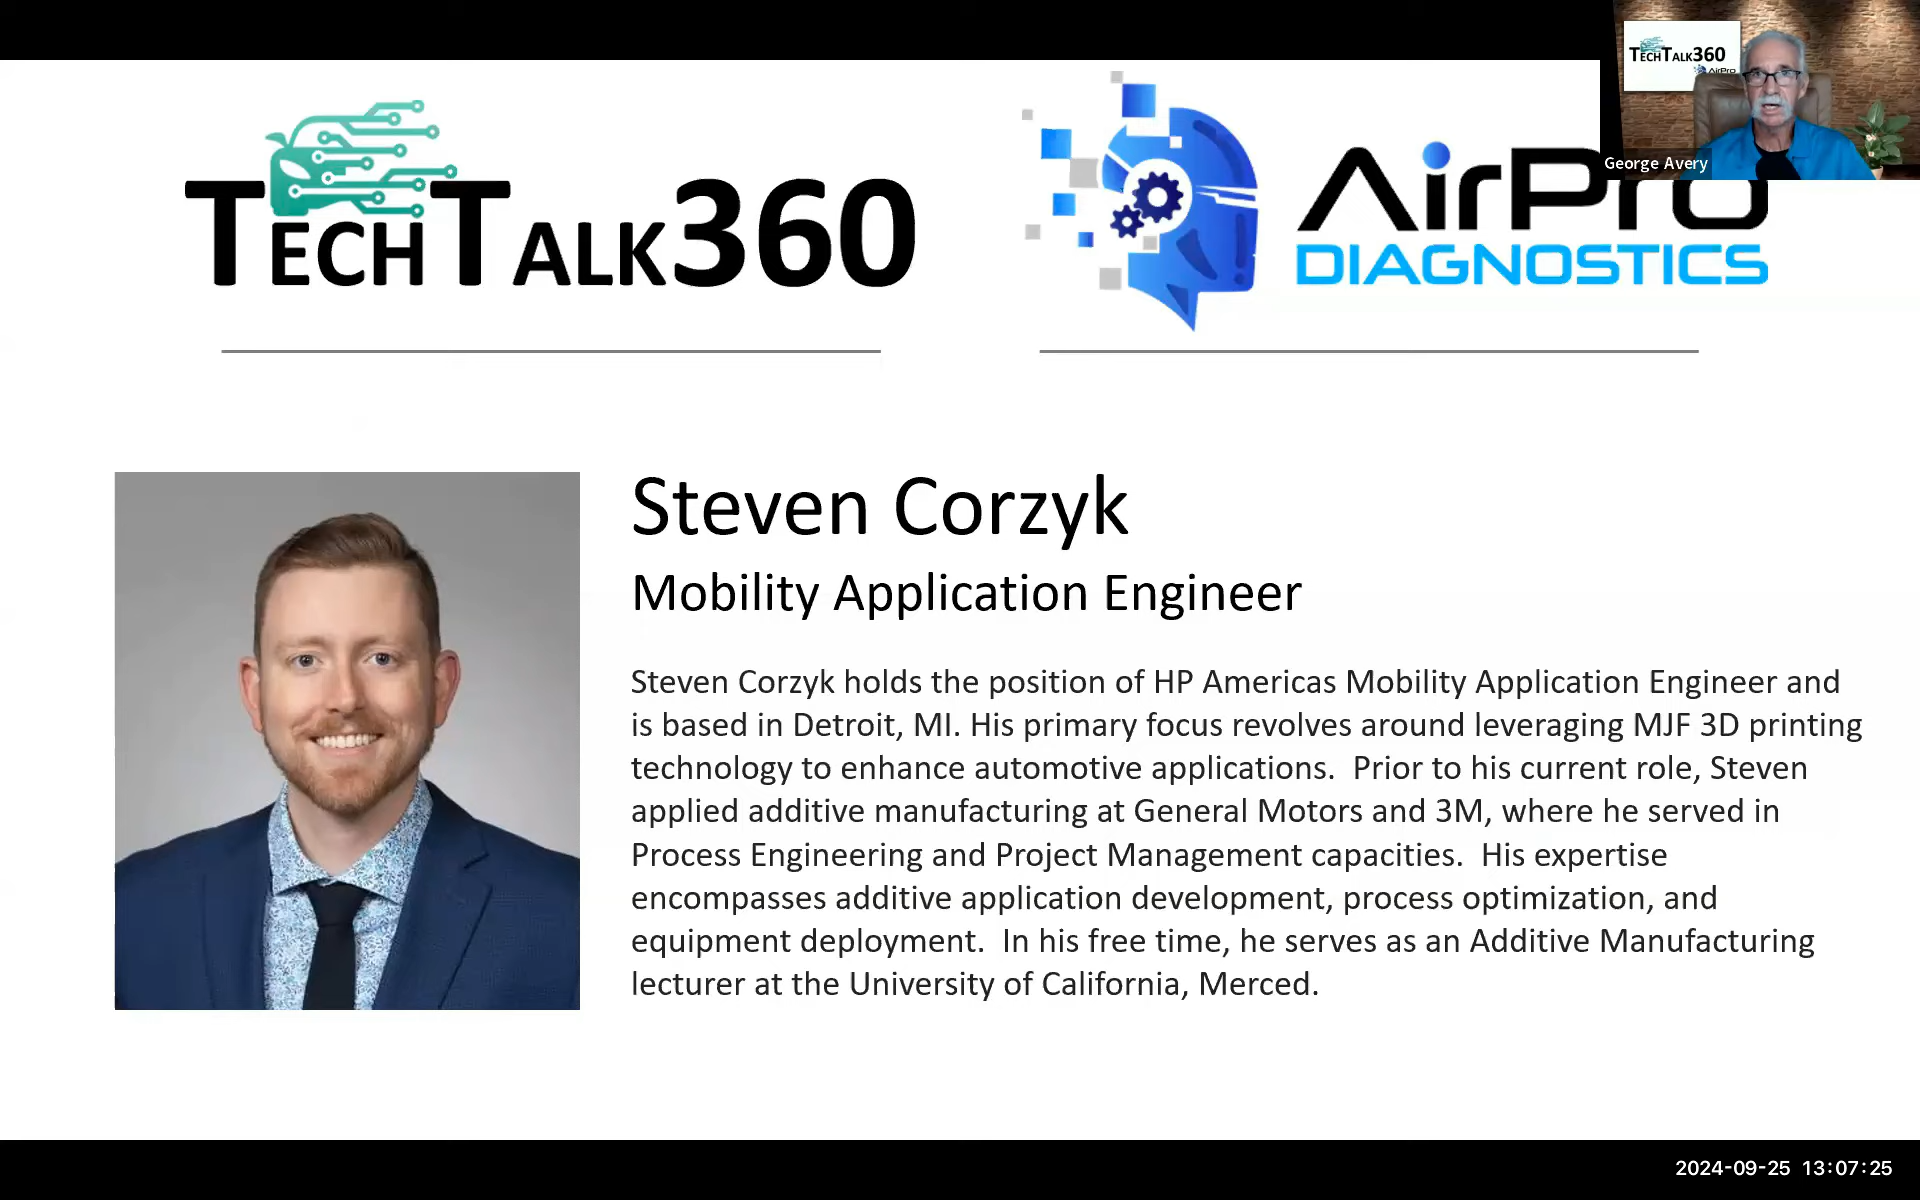 TECHTALK360
AirPro
DIAGNOSTICS
TECHTALK360
AirPro
George Avery
Steven Corzyk
Mobility Application Engineer
Steven Corzyk holds the position of HP Americas Mobility Application Engineer and
is based in Detroit, MI. His primary focus revolves around leveraging MJF 3D printing
technology to enhance automotive applications.  Prior to his current role, Steven
applied additive manufacturing at General Motors and 3M, where he served in
Process Engineering and Project Management capacities.  His expertise
encompasses additive application development, process optimization, and
equipment deployment.  In his free time, he serves as an Additive Manufacturing
lecturer at the University of California, Merced.
2024-09-25 13:07:25